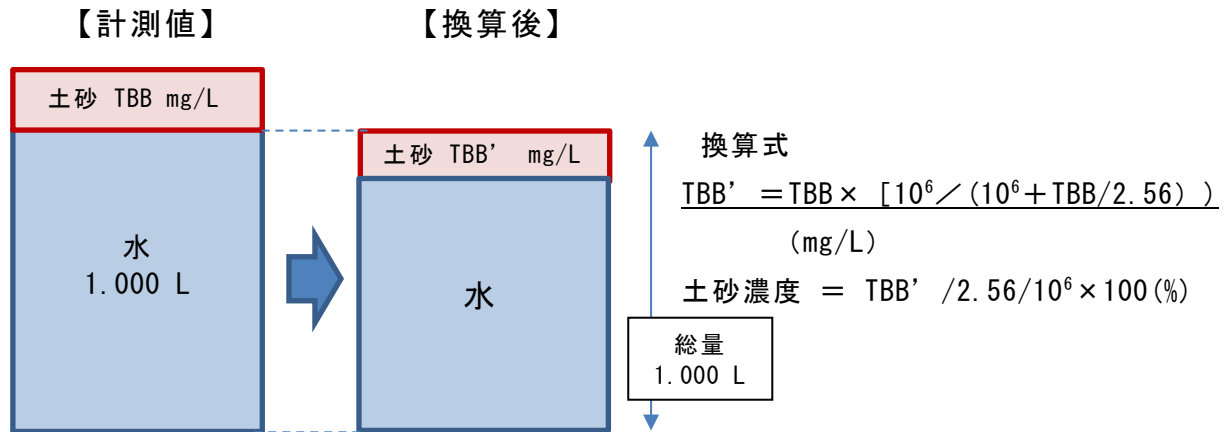 【計測値】
【換算後】
土砂 TBB mg/L
水
1.000 L
土砂 TBB’ mg/L
水
総量
1.000 L
換算式
TBB’ =TBB× [10⁶/(10⁶+TBB/2.56) )
(mg/L)
土砂濃度 = TBB’ /2.56/10⁶×100(%)